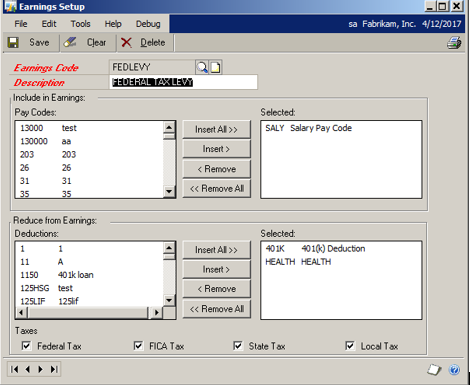 Earnings Setup
File Edit Tools Help Debug sa Fabrikam, Inc. 4/12/2017
Save Clear Delete
Earnings Code FEDLEVY
Description FEDERAL TAX LEVY
Include in Earnings:
Pay Codes: Selected:
13000 test Insert All >> SALY Salary Pay Code
130000 aa
203 203 Insert >
26 26 < Remove
31 31
35 35 << Remove All
Reduce from Earnings:
Deductions: Selected:
1 1 Insert All >> 401K 401(k) Deduction
11 A Insert > HEALTH HEALTH
1150 401k loan
125HSG test < Remove
125LIF 125lif << Remove All
Taxes
Federal Tax FICA Tax State Tax Local Tax